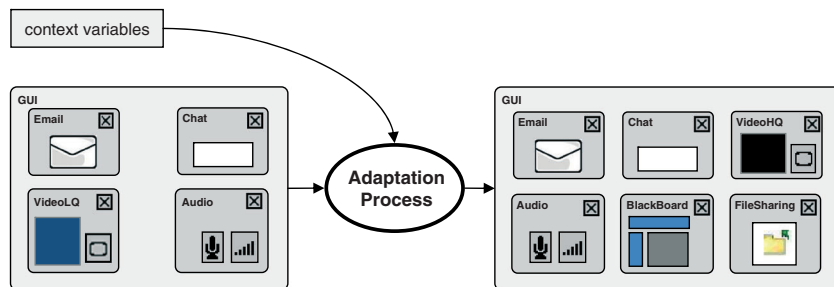 context variables
GUI
Email
Chat
VideoLQ
Audio
Adaptation
Process
GUI
Email
Chat
VideoHQ
Audio
BlackBoard
FileSharing